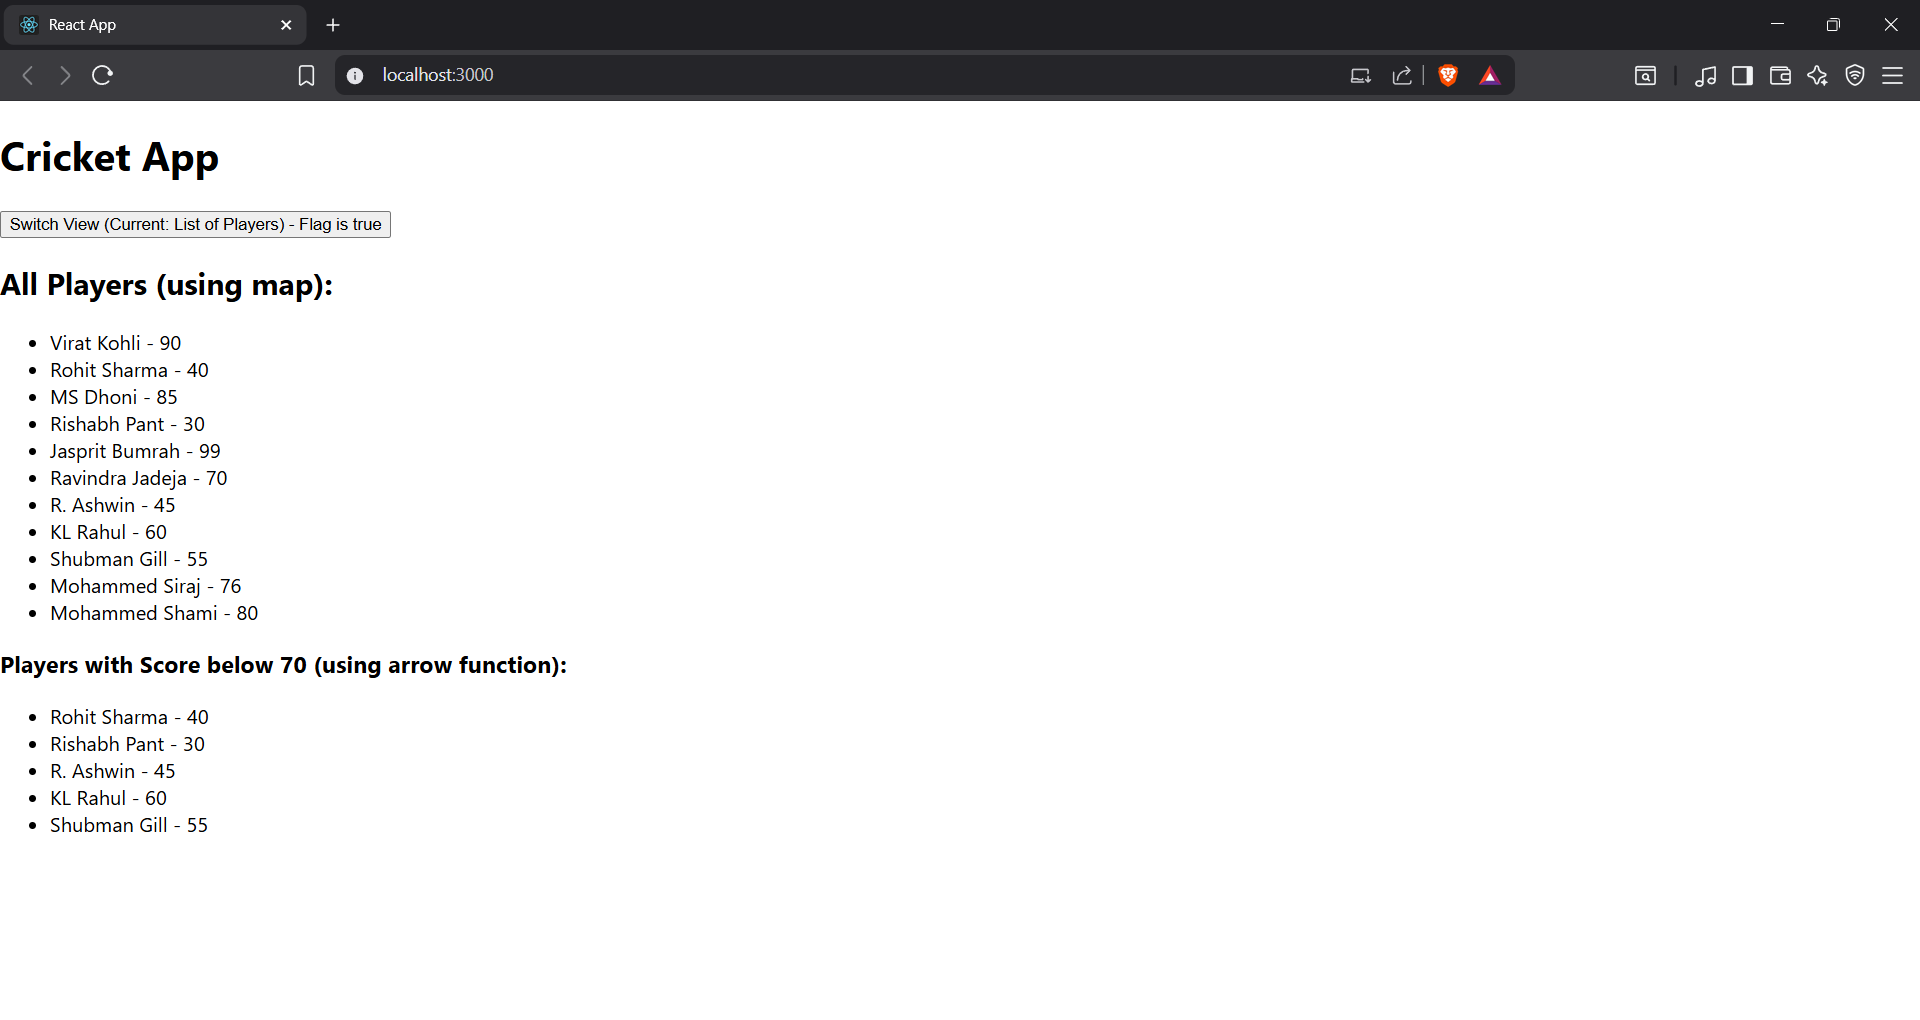 React App
localhost:3000
Cricket App
Switch View (Current: List of Players) - Flag is true
All Players (using map):
Virat Kohli - 90
Rohit Sharma - 40
MS Dhoni - 85
Rishabh Pant - 30
Jasprit Bumrah - 99
Ravindra Jadeja - 70
R. Ashwin - 45
KL Rahul - 60
Shubman Gill - 55
Mohammed Siraj - 76
Mohammed Shami - 80
Players with Score below 70 (using arrow function):
Rohit Sharma - 40
Rishabh Pant - 30
R. Ashwin - 45
KL Rahul - 60
Shubman Gill - 55